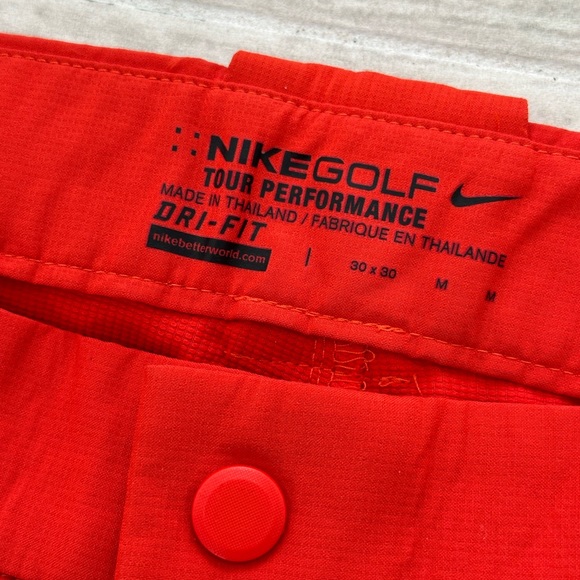 NIKEGOLF
TOUR PERFORMANCE
MADE IN THAILAND / FABRIQUE EN THAILANDE
DRI-FIT
nikebetterworld.com | 30 x 30 M M